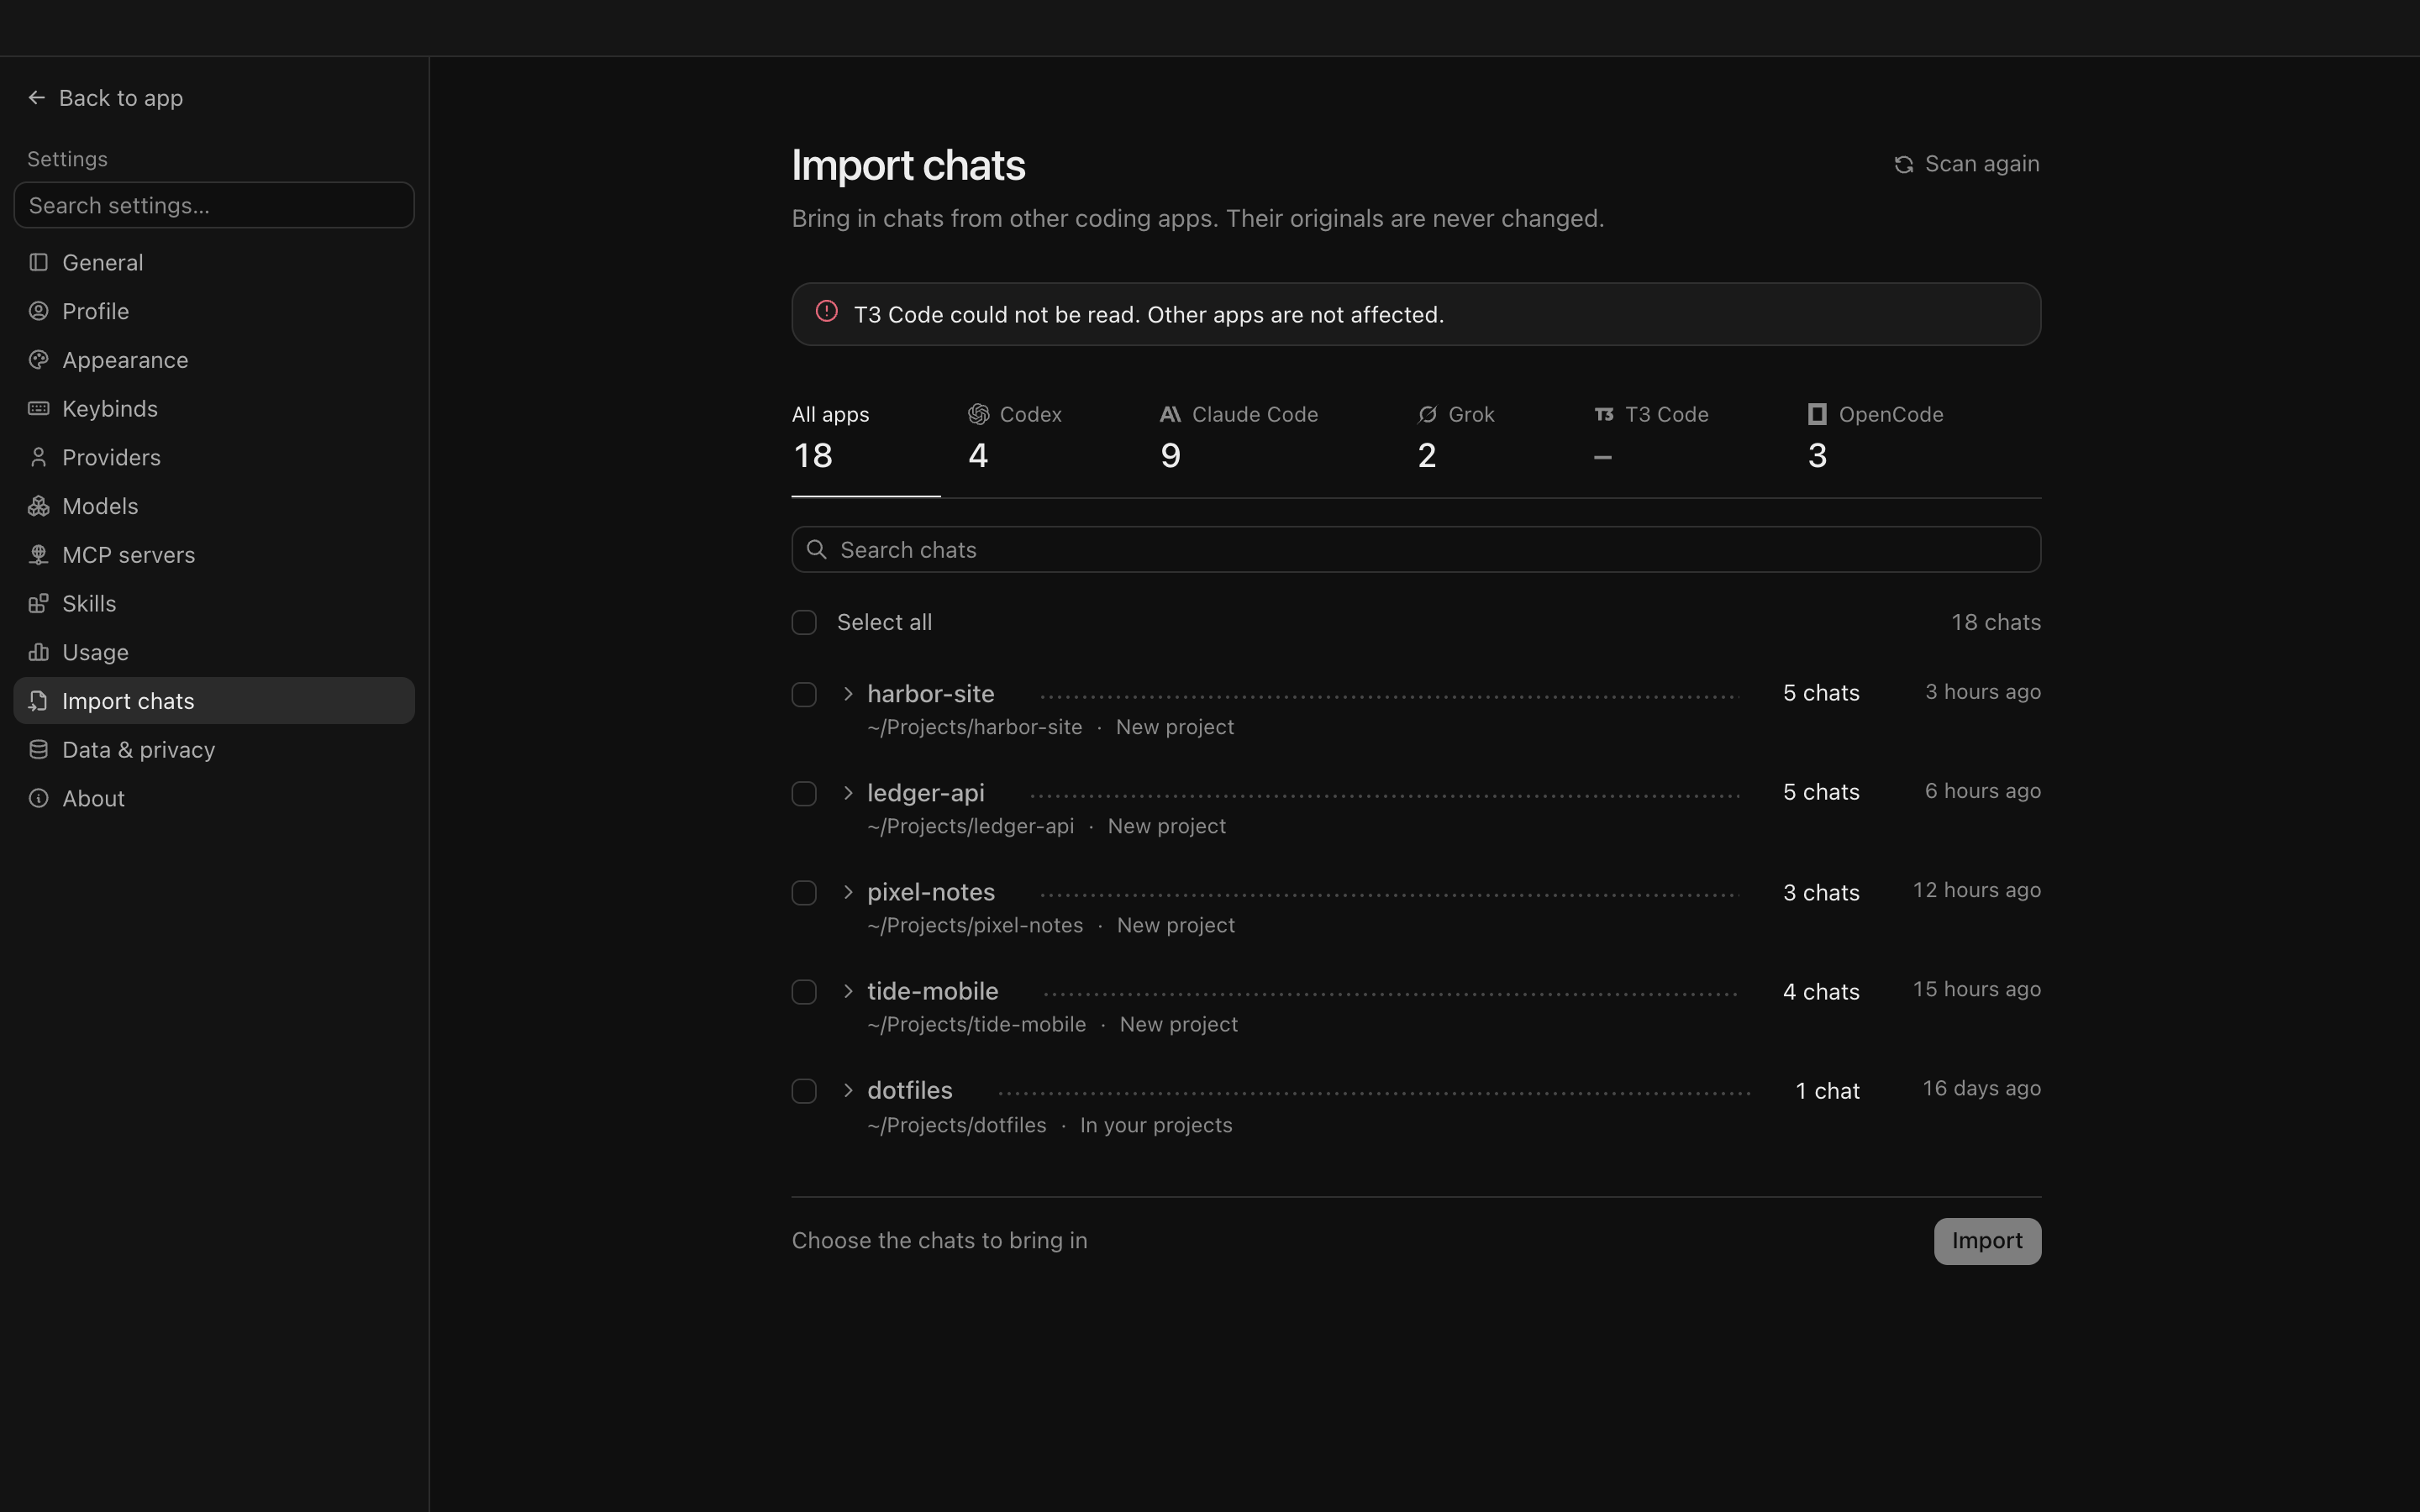 Back to app
Settings
Search settings...
General
Profile
Appearance
Keybinds
Providers
Models
MCP servers
Skills
Usage
Import chats
Data & privacy
About
Import chats
Scan again
Bring in chats from other coding apps. Their originals are never changed.
T3 Code could not be read. Other apps are not affected.
All apps
18
Codex
4
Claude Code
9
Grok
2
T3 T3 Code
–
OpenCode
3
Search chats
Select all
18 chats
harbor-site 5 chats 3 hours ago
~/Projects/harbor-site · New project
ledger-api 5 chats 6 hours ago
~/Projects/ledger-api · New project
pixel-notes 3 chats 12 hours ago
~/Projects/pixel-notes · New project
tide-mobile 4 chats 15 hours ago
~/Projects/tide-mobile · New project
dotfiles 1 chat 16 days ago
~/Projects/dotfiles · In your projects
Choose the chats to bring in
Import